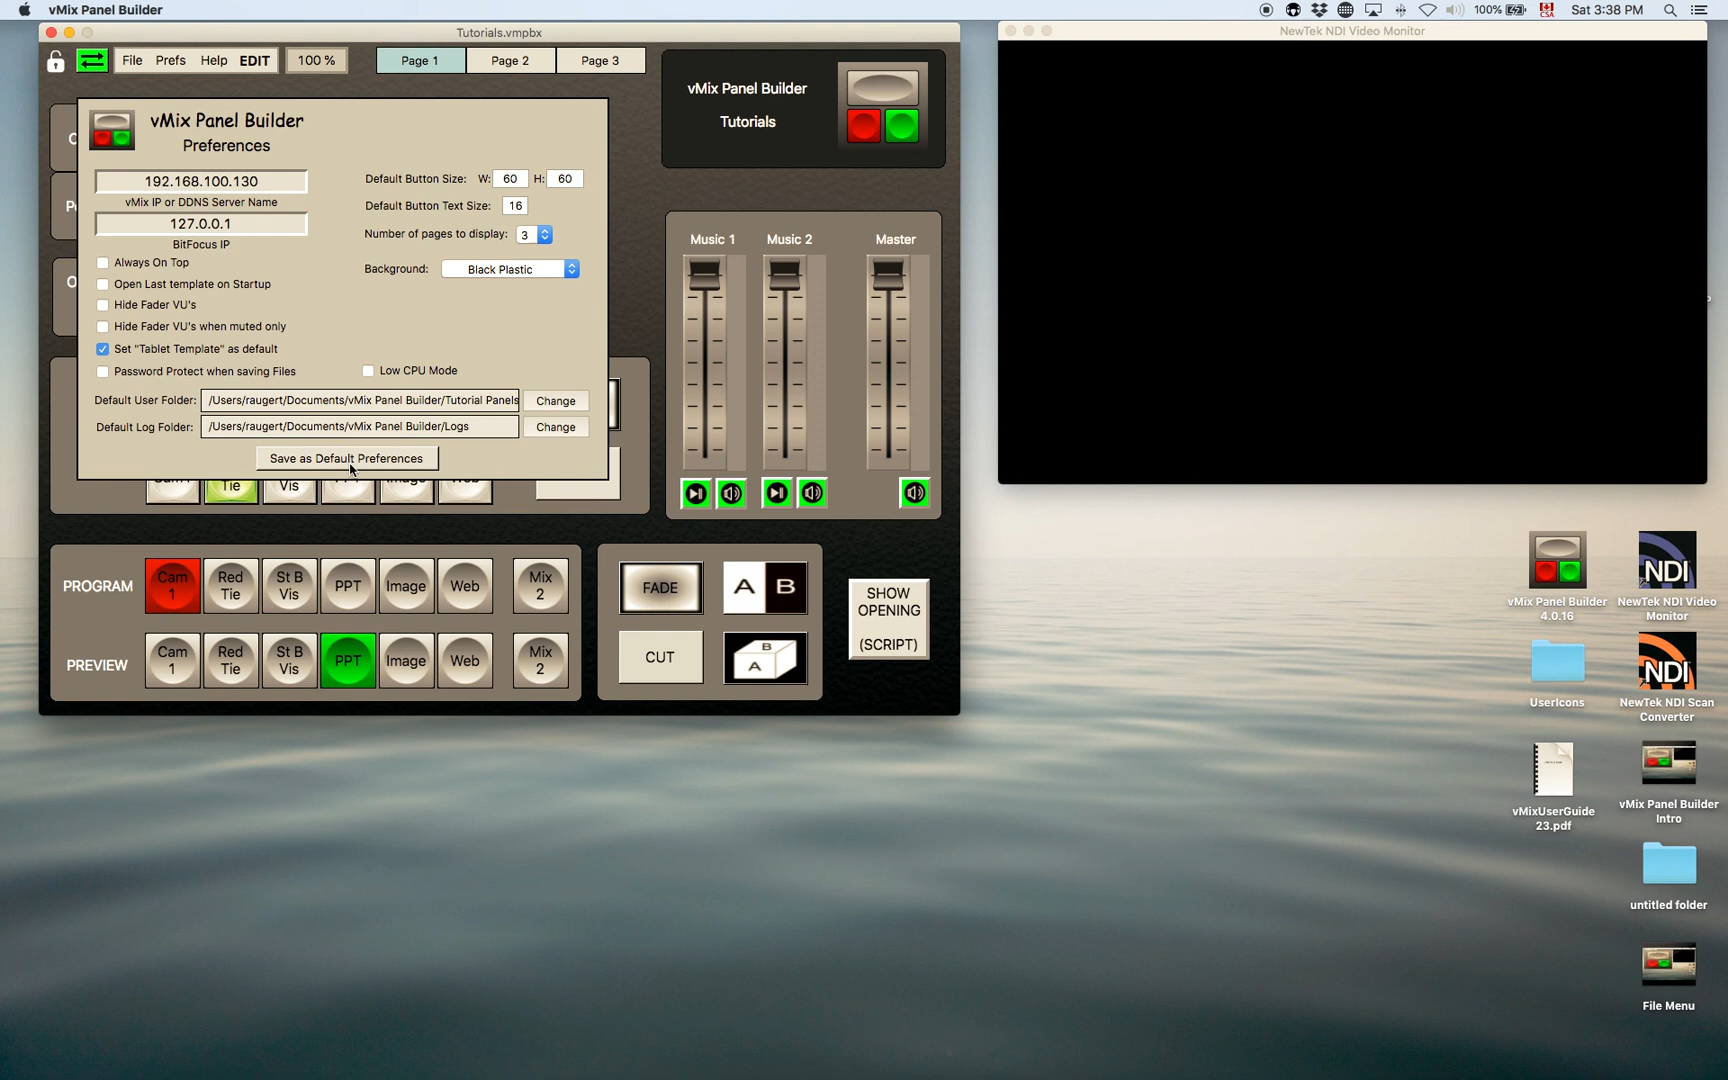 vMix Panel Builder
100%
CSA
Sat 3:38 PM
Tutorials.vmpbx
NewTek NDI Video Monitor
File Prefs Help EDIT
100 %
Page 1
Page 2
Page 3
vMix Panel Builder
Tutorials
vMix Panel Builder
Preferences
192.168.100.130
vMix IP or DDNS Server Name
127.0.0.1
BitFocus IP
Always On Top
Open Last template on Startup
Hide Fader VU's
Hide Fader VU's when muted only
Set "Tablet Template" as default
Password Protect when saving Files
Default Button Size: W: 60 H: 60
Default Button Text Size: 16
Number of pages to display: 3
Background: Black Plastic
Low CPU Mode
Default User Folder: /Users/raugert/Documents/vMix Panel Builder/Tutorial Panels Change
Default Log Folder: /Users/raugert/Documents/vMix Panel Builder/Logs Change
Save as Default Preferences
Tie
Vis
Music 1
Music 2
Master
PROGRAM
Cam 1
Red Tie
St B Vis
PPT
Image
Web
Mix 2
PREVIEW
Cam 1
Red Tie
St B Vis
PPT
Image
Web
Mix 2
FADE
A B
CUT
B
A
SHOW
OPENING
(SCRIPT)
vMix Panel Builder
4.0.16
NDI
NewTek NDI Video
Monitor
UserIcons
NDI
NewTek NDI Scan
Converter
vMixUserGuide
23.pdf
vMix Panel Builder
Intro
untitled folder
File Menu